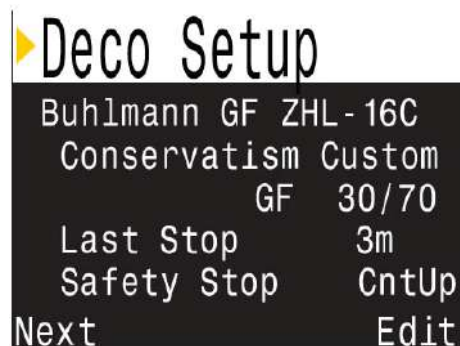 Deco Setup
Buhlmann GF ZHL-16C
Conservatism Custom
GF 30/70
Last Stop 3m
Safety Stop CntUp
Next Edit